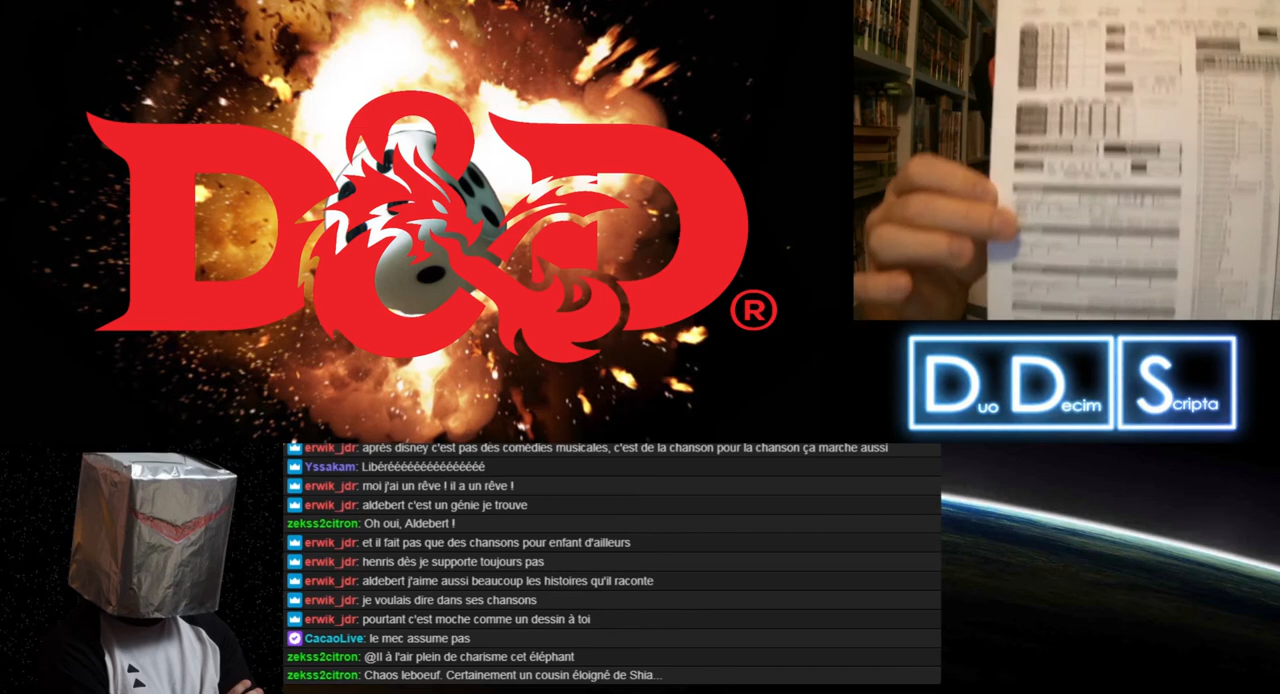 D&D®
Duo Decim Scripta
erwik_jdr: après disney c'est pas des comédies musicales, c'est de la chanson pour la chanson ça marche aussi
Yssakam: Libéréééééééééééééééé
erwik_jdr: moi j'ai un rêve ! il a un rêve !
erwik_jdr: aldebert c'est un génie je trouve
zekss2citron: Oh oui, Aldebert !
erwik_jdr: et il fait pas que des chansons pour enfant d'ailleurs
erwik_jdr: henris dès je supporte toujours pas
erwik_jdr: aldebert j'aime aussi beaucoup les histoires qu'il raconte
erwik_jdr: je voulais dire dans ses chansons
erwik_jdr: pourtant c'est moche comme un dessin à toi
CacaoLive: le mec assume pas
zekss2citron: @Il à l'air plein de charisme cet éléphant
zekss2citron: Chaos leboeuf. Certainement un cousin éloigné de Shia...